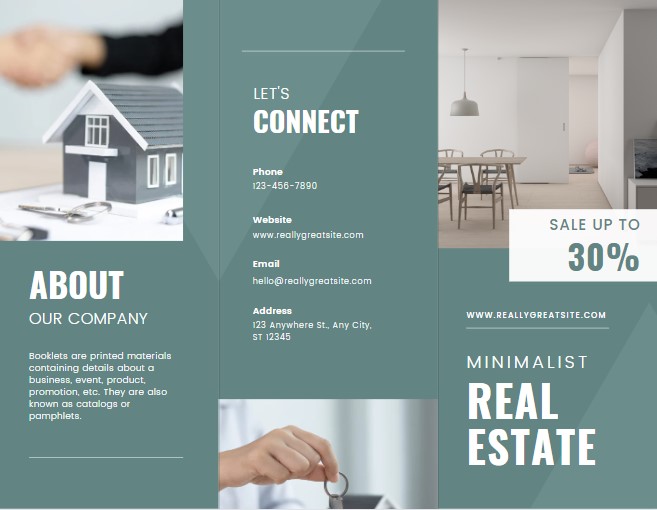 ABOUT
OUR COMPANY
Booklets are printed materials
containing details about a
business, event, product,
promotion, etc. They are also
known as catalogs or
pamphlets.
LET'S
CONNECT
Phone
123-456-7890
Website
www.reallygreatsite.com
Email
hello@reallygreatsite.com
Address
123 Anywhere St., Any City,
ST 12345
SALE UP TO
30%
WWW.REALLYGREATSITE.COM
MINIMALIST
REAL
ESTATE